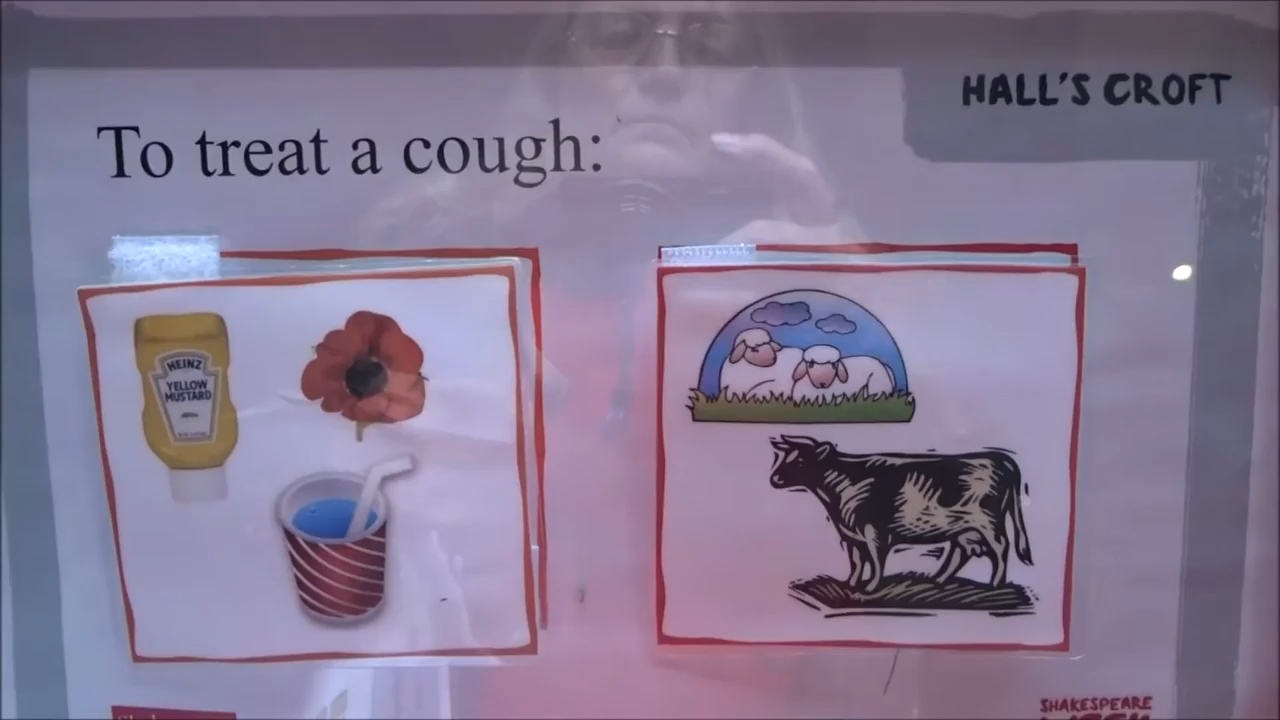 HALL'S CROFT
To treat a cough:
HEINZ
YELLOW
MUSTARD
SHAKESPEARE